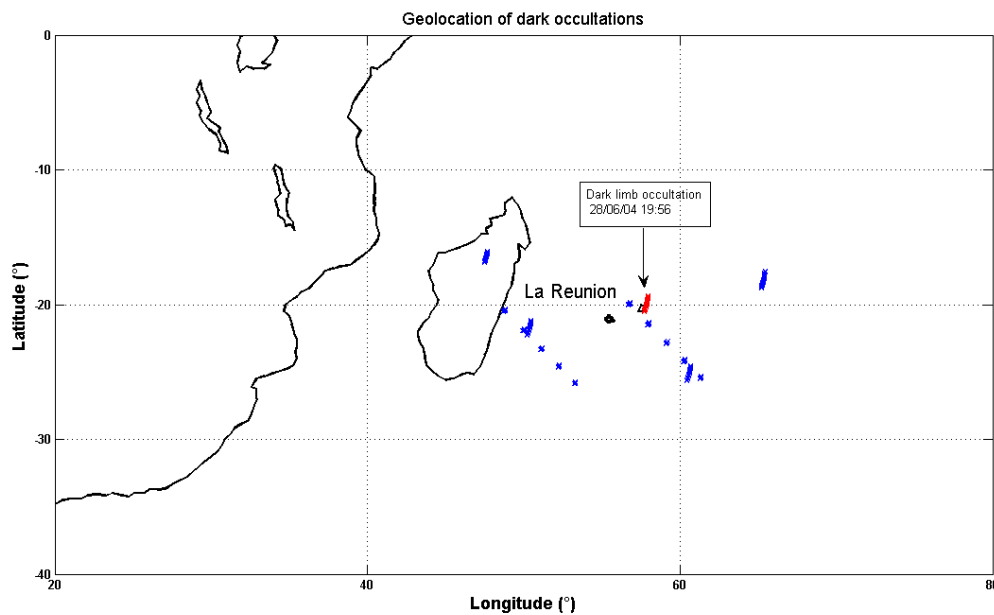 Geolocation of dark occultations
0
-10
-20
-30
-40
Latitude (°)
Dark limb occultation
28/06/04 19:56
La Reunion
20
40
60
80
Longitude (°)